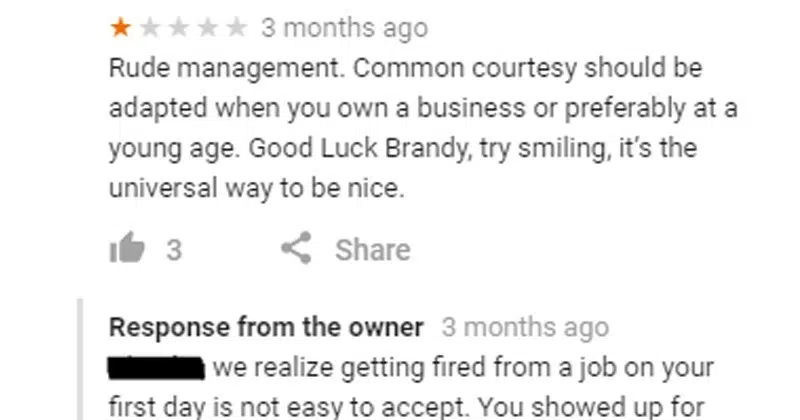 3 months ago
Rude management. Common courtesy should be
adapted when you own a business or preferably at a
young age. Good Luck Brandy, try smiling, it's the
universal way to be nice.
3 Share
Response from the owner 3 months ago
we realize getting fired from a job on your
first day is not easy to accept. You showed up for